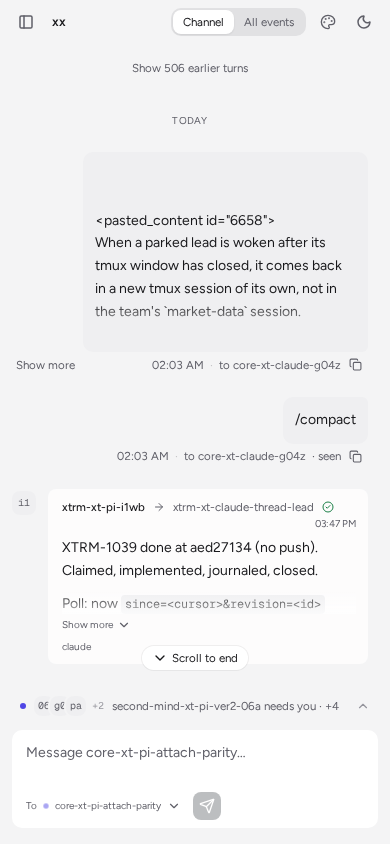 xx
Channel
All events
Show 506 earlier turns
TODAY
<pasted_content id="6658">
When a parked lead is woken after its
tmux window has closed, it comes back
in a new tmux session of its own, not in
the team's `market-data` session.
Show more
02:03 AM · to core-xt-claude-g04z
/compact
02:03 AM · to core-xt-claude-g04z · seen
i1
xtrm-xt-pi-i1wb → xtrm-xt-claude-thread-lead
03:47 PM
XTRM-1039 done at aed27134 (no push).
Claimed, implemented, journaled, closed.
Poll: now since=<cursor>&revision=<id>
Show more
claude
Scroll to end
pa +2 second-mind-xt-pi-ver2-06a needs you · +4
Message core-xt-pi-attach-parity...
To core-xt-pi-attach-parity